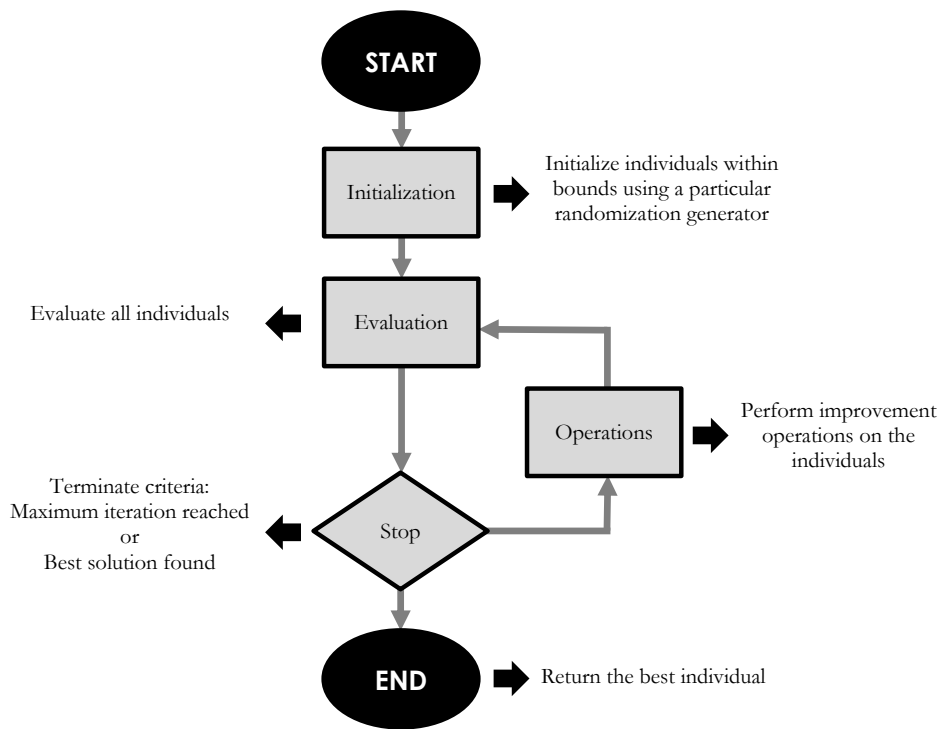 START
Initialization
Initialize individuals within
bounds using a particular
randomization generator
Evaluate all individuals
Evaluation
Operations
Perform improvement
operations on the
individuals
Terminate criteria:
Maximum iteration reached
or
Best solution found
Stop
END
Return the best individual